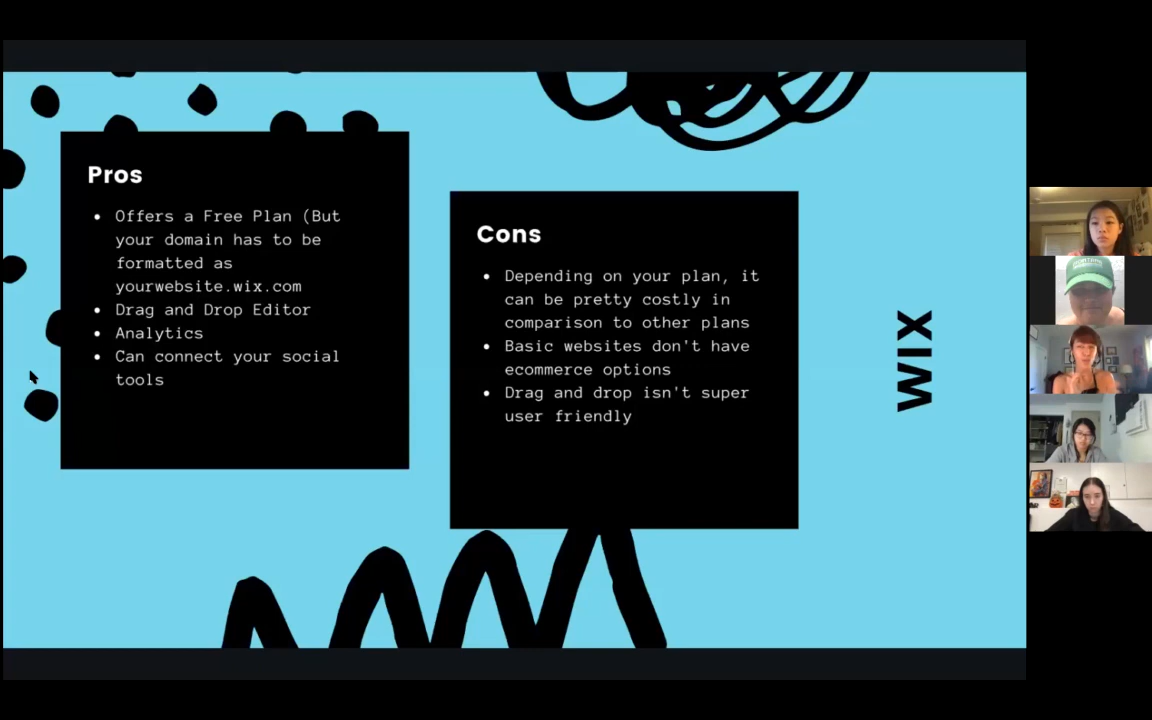 Pros
Offers a Free Plan (But
your domain has to be
formatted as
yourwebsite.wix.com
Drag and Drop Editor
Analytics
Can connect your social
tools
Cons
Depending on your plan, it
can be pretty costly in
comparison to other plans
Basic websites don't have
ecommerce options
Drag and drop isn't super
user friendly
WIX